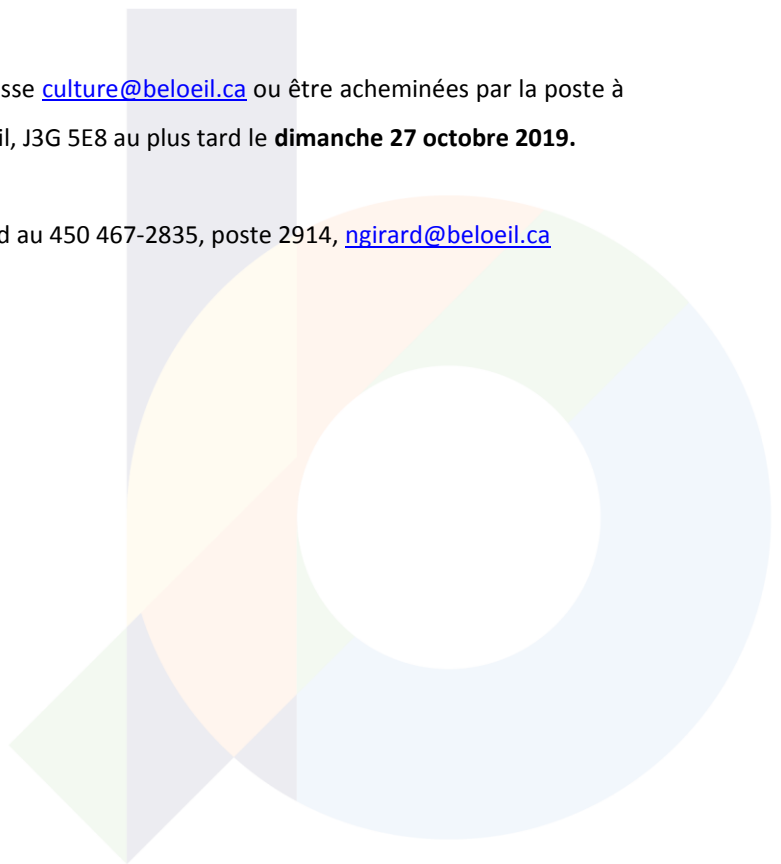 sse culture@beloeil.ca ou être acheminées par la poste à
il, J3G 5E8 au plus tard le dimanche 27 octobre 2019.
d au 450 467-2835, poste 2914, ngirard@beloeil.ca